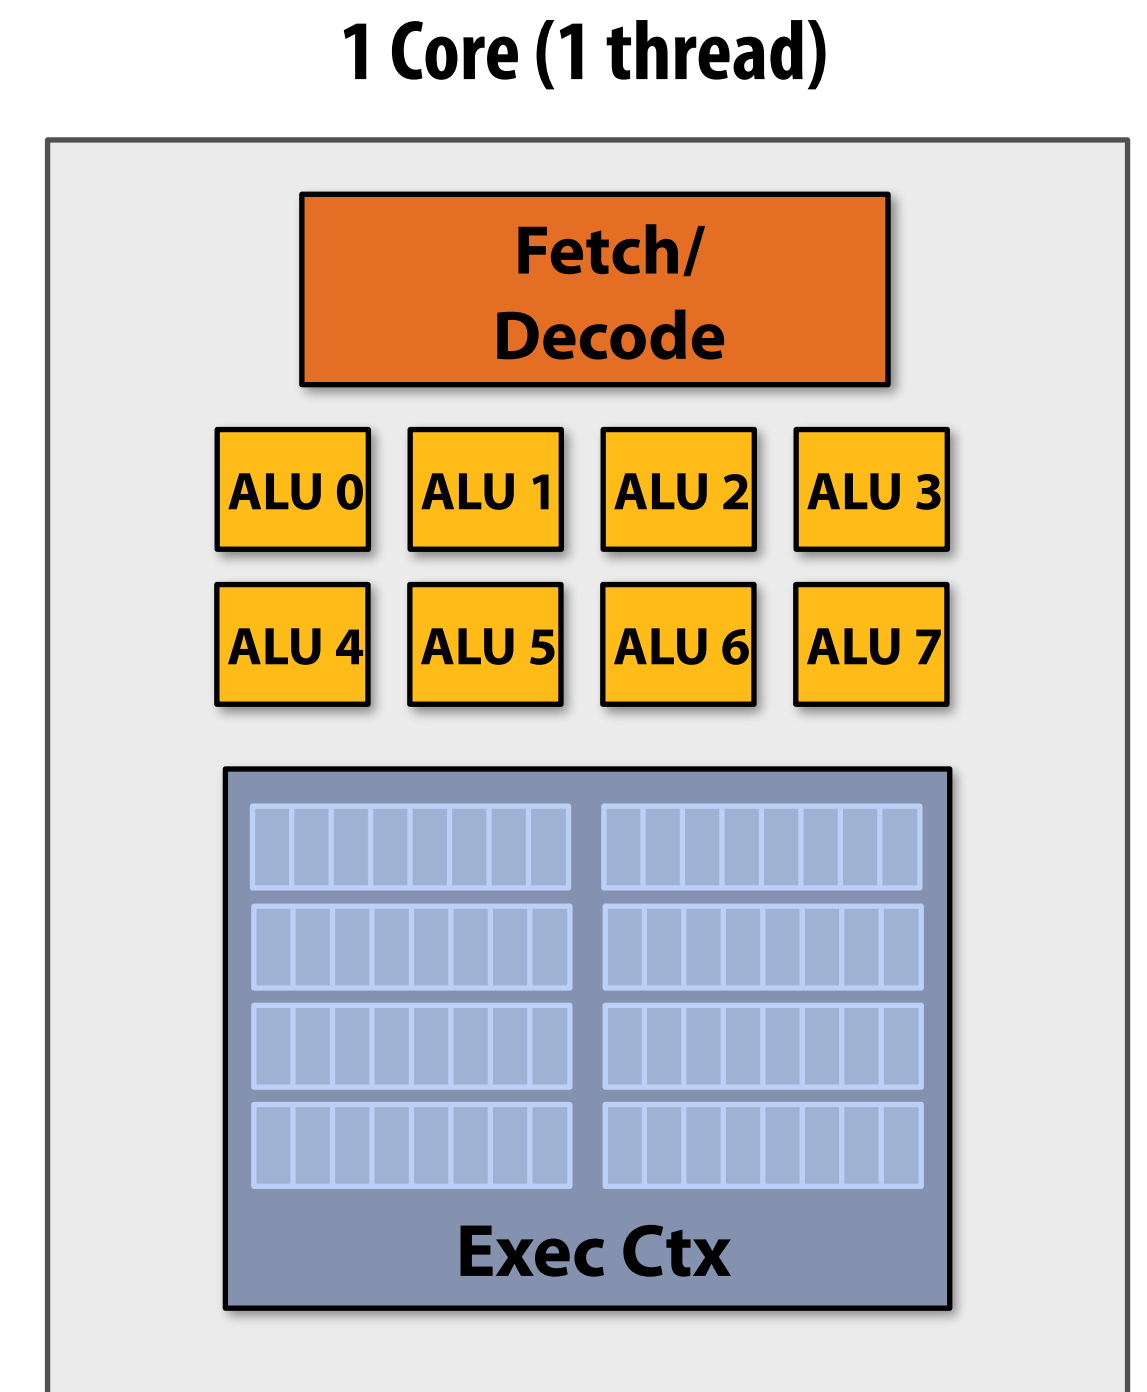 1 Core (1 thread)
Fetch/
Decode
ALU 0 ALU 1 ALU 2 ALU 3
ALU 4 ALU 5 ALU 6 ALU 7
Exec Ctx